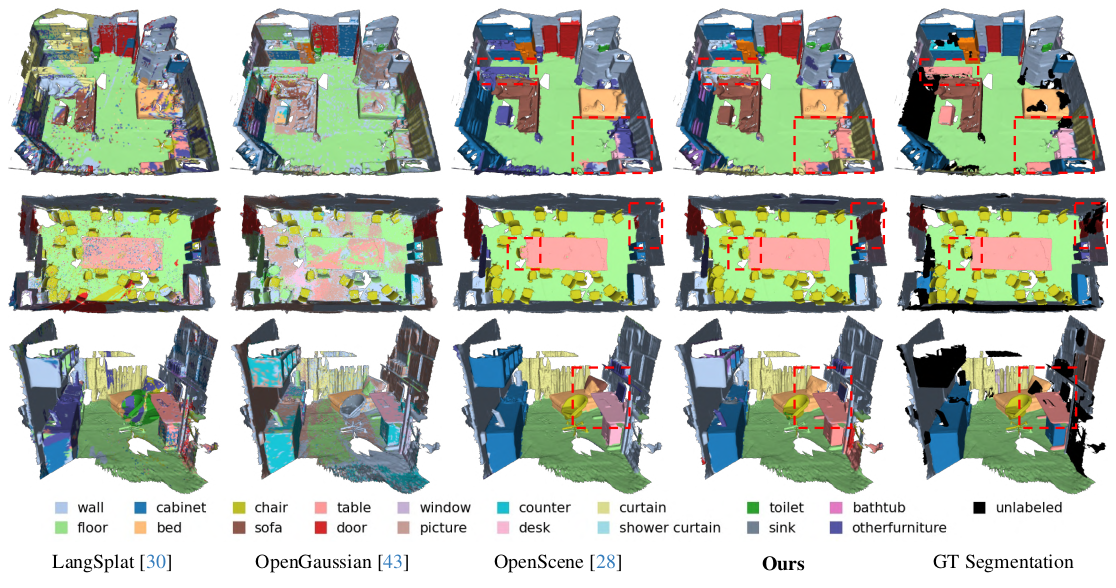 wall cabinet chair table window counter curtain toilet bathtub unlabeled
floor bed sofa door picture desk shower curtain sink otherfurniture
LangSplat [30] OpenGaussian [43] OpenScene [28] Ours GT Segmentation